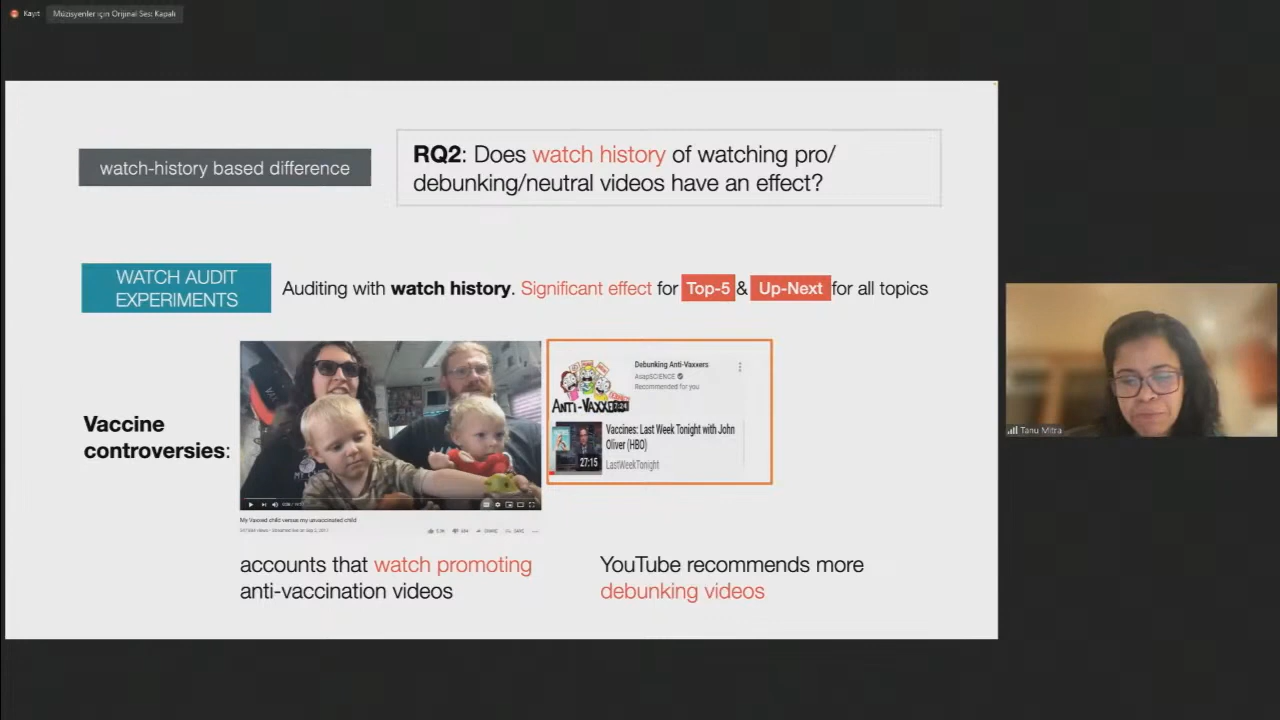 Kayıt
Müzisyenler için Orijinal Ses: Kapalı
watch-history based difference
RQ2: Does watch history of watching pro/
debunking/neutral videos have an effect?
WATCH AUDIT
EXPERIMENTS
Auditing with watch history. Significant effect for Top-5 & Up-Next for all topics
Vaccine
controversies:
My Vaxxed child versus my unvaccinated child
SHARE
SAVE
Debunking Anti-Vaxxers
AsapSCIENCE
Recommended for you
ANTI-VAXXERS
Vaccines: Last Week Tonight with John
Oliver (HBO)
27:15
LastWeekTonight
accounts that watch promoting
anti-vaccination videos
YouTube recommends more
debunking videos
Tanu Mitra